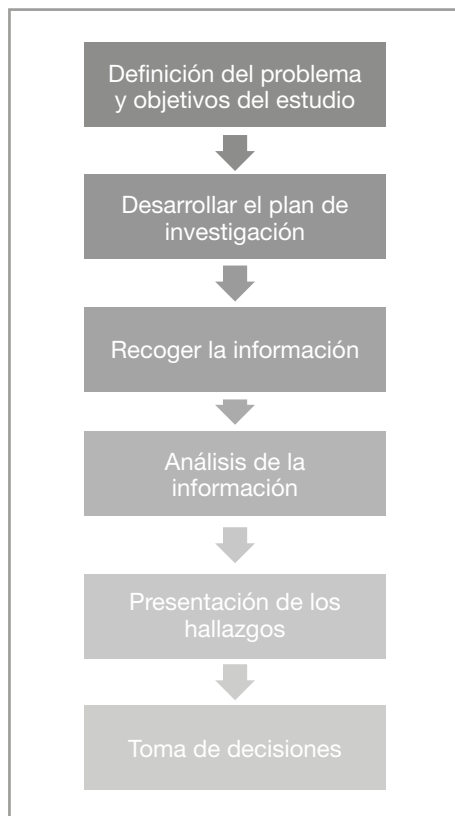 Definición del problema
y objetivos del estudio
Desarrollar el plan de
investigación
Recoger la información
Análisis de la
información
Presentación de los
hallazgos
Toma de decisiones